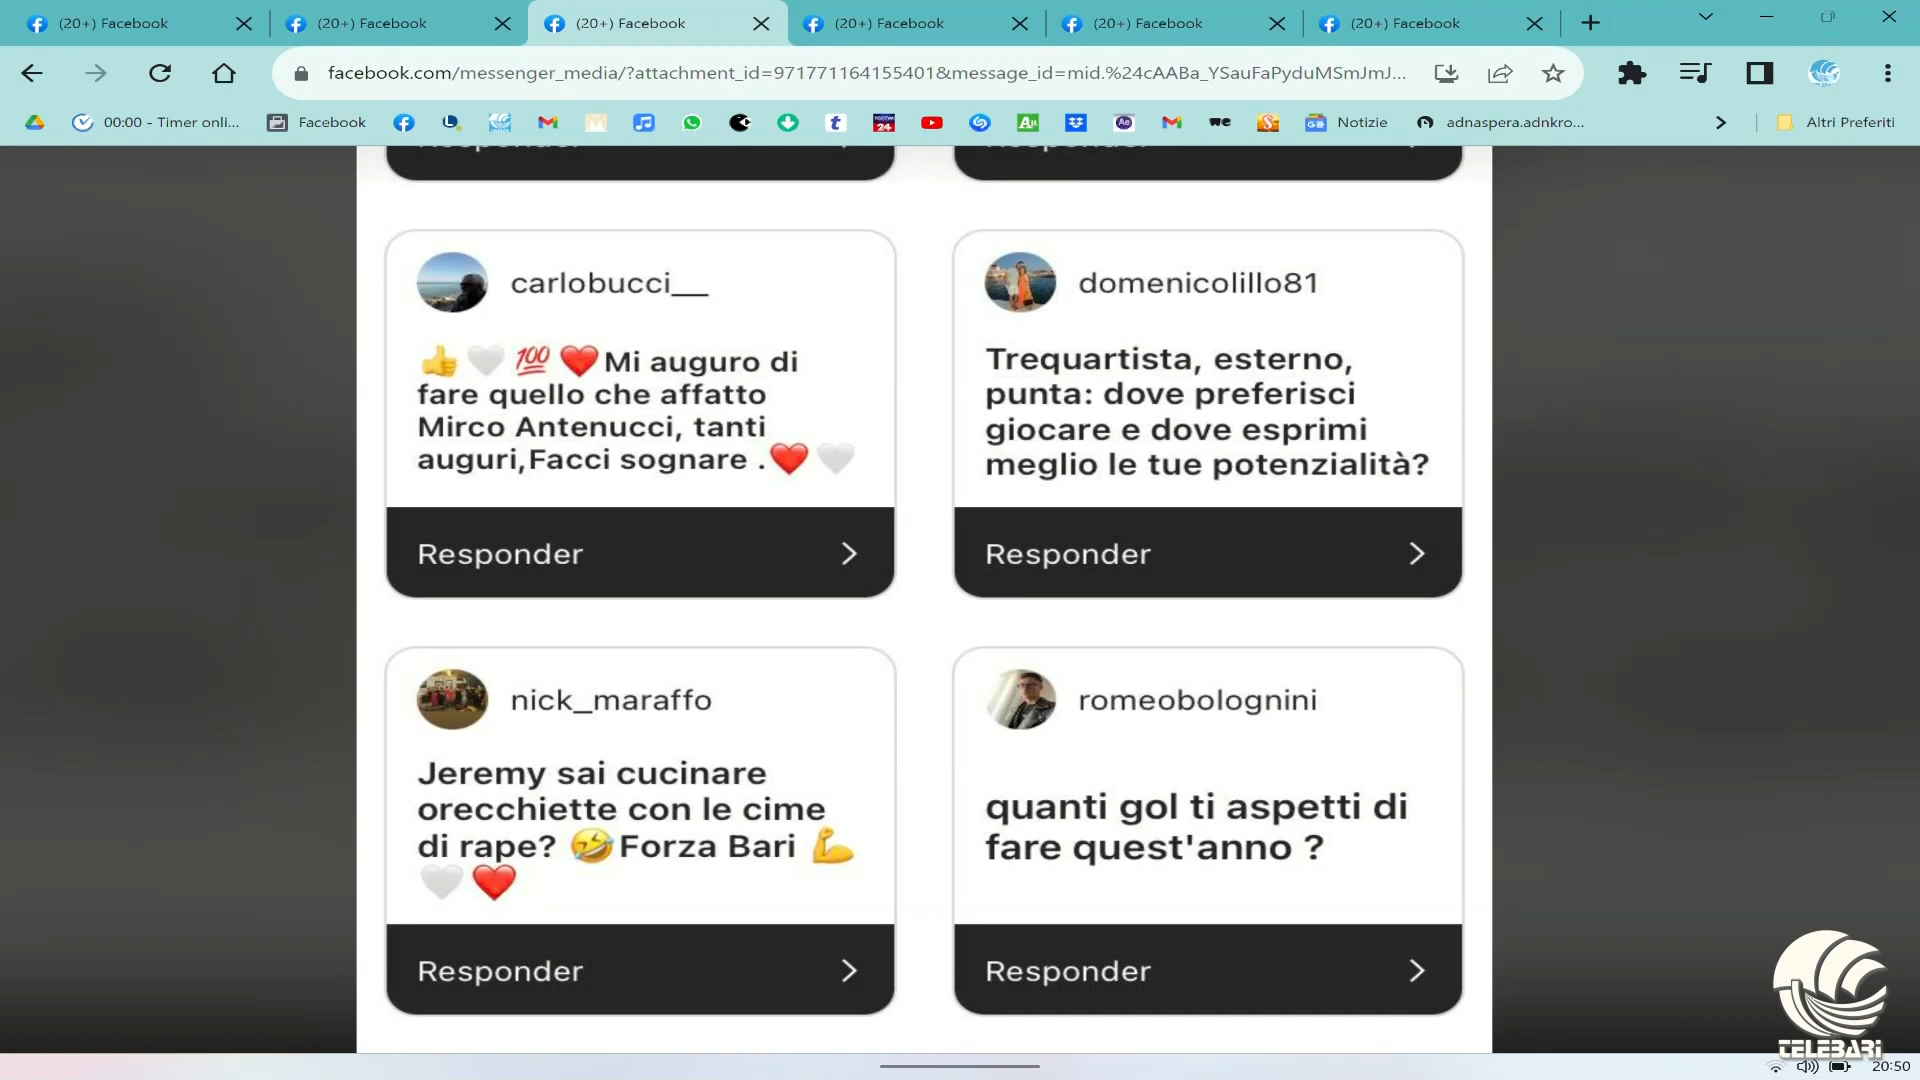 (20+) Facebook
(20+) Facebook
(20+) Facebook
(20+) Facebook
(20+) Facebook
(20+) Facebook
facebook.com/messenger_media/?attachment_id=971771164155401&message_id=mid.%24cAABa_YSauFaPyduMSmJmJ...
00:00 - Timer onli...
Facebook
Notizie
adnaspera.adnkro...
Altri Preferiti
carlobucci__
👍🤍💯❤️Mi auguro di
fare quello che affatto
Mirco Antenucci, tanti
auguri,Facci sognare .❤️🤍
Responder
domenicolillo81
Trequartista, esterno,
punta: dove preferisci
giocare e dove esprimi
meglio le tue potenzialità?
Responder
nick_maraffo
Jeremy sai cucinare
orecchiette con le cime
di rape? 🤣Forza Bari 💪
🤍❤️
Responder
romeobolognini
quanti gol ti aspetti di
fare quest'anno ?
Responder
TELEBARI
20:50